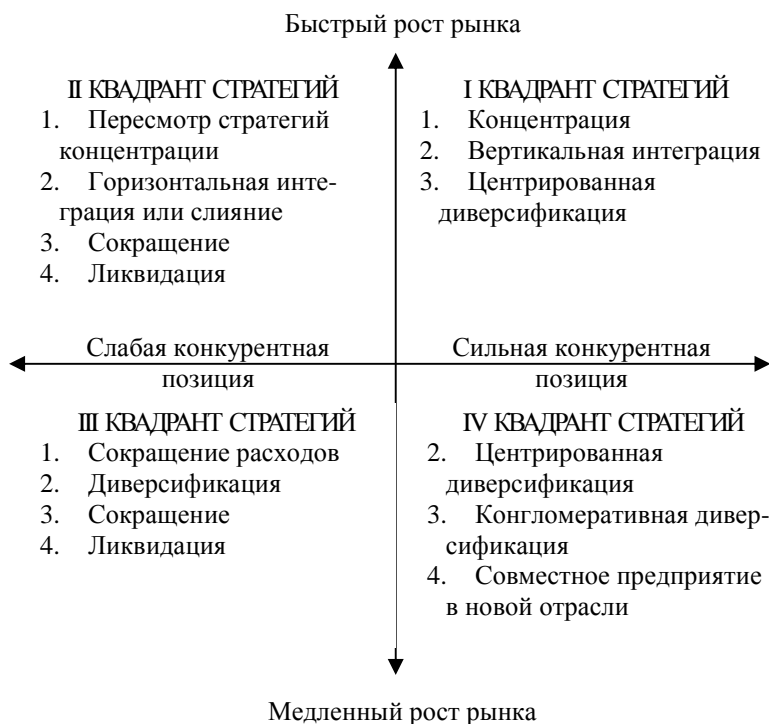 Быстрый рост рынка
II КВАДРАНТ СТРАТЕГИЙ
1. Пересмотр стратегий
концентрации
2. Горизонтальная инте-
грация или слияние
3. Сокращение
4. Ликвидация
I КВАДРАНТ СТРАТЕГИЙ
1. Концентрация
2. Вертикальная интеграция
3. Центрированная
диверсификация
Слабая конкурентная
позиция
Сильная конкурентная
позиция
III КВАДРАНТ СТРАТЕГИЙ
1. Сокращение расходов
2. Диверсификация
3. Сокращение
4. Ликвидация
IV КВАДРАНТ СТРАТЕГИЙ
2. Центрированная
диверсификация
3. Конгломеративная дивер-
сификация
4. Совместное предприятие
в новой отрасли
Медленный рост рынка